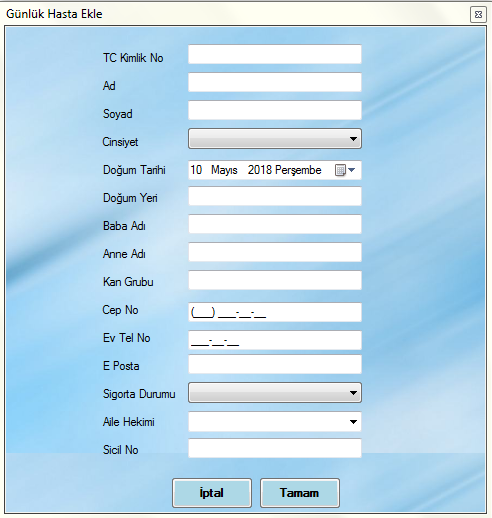 Günlük Hasta Ekle
TC Kimlik No
Ad
Soyad
Cinsiyet
Doğum Tarihi 10 Mayıs 2018 Perşembe
Doğum Yeri
Baba Adı
Anne Adı
Kan Grubu
Cep No (___) ___-__-__
Ev Tel No ___-__-__
E Posta
Sigorta Durumu
Aile Hekimi
Sicil No
İptal Tamam